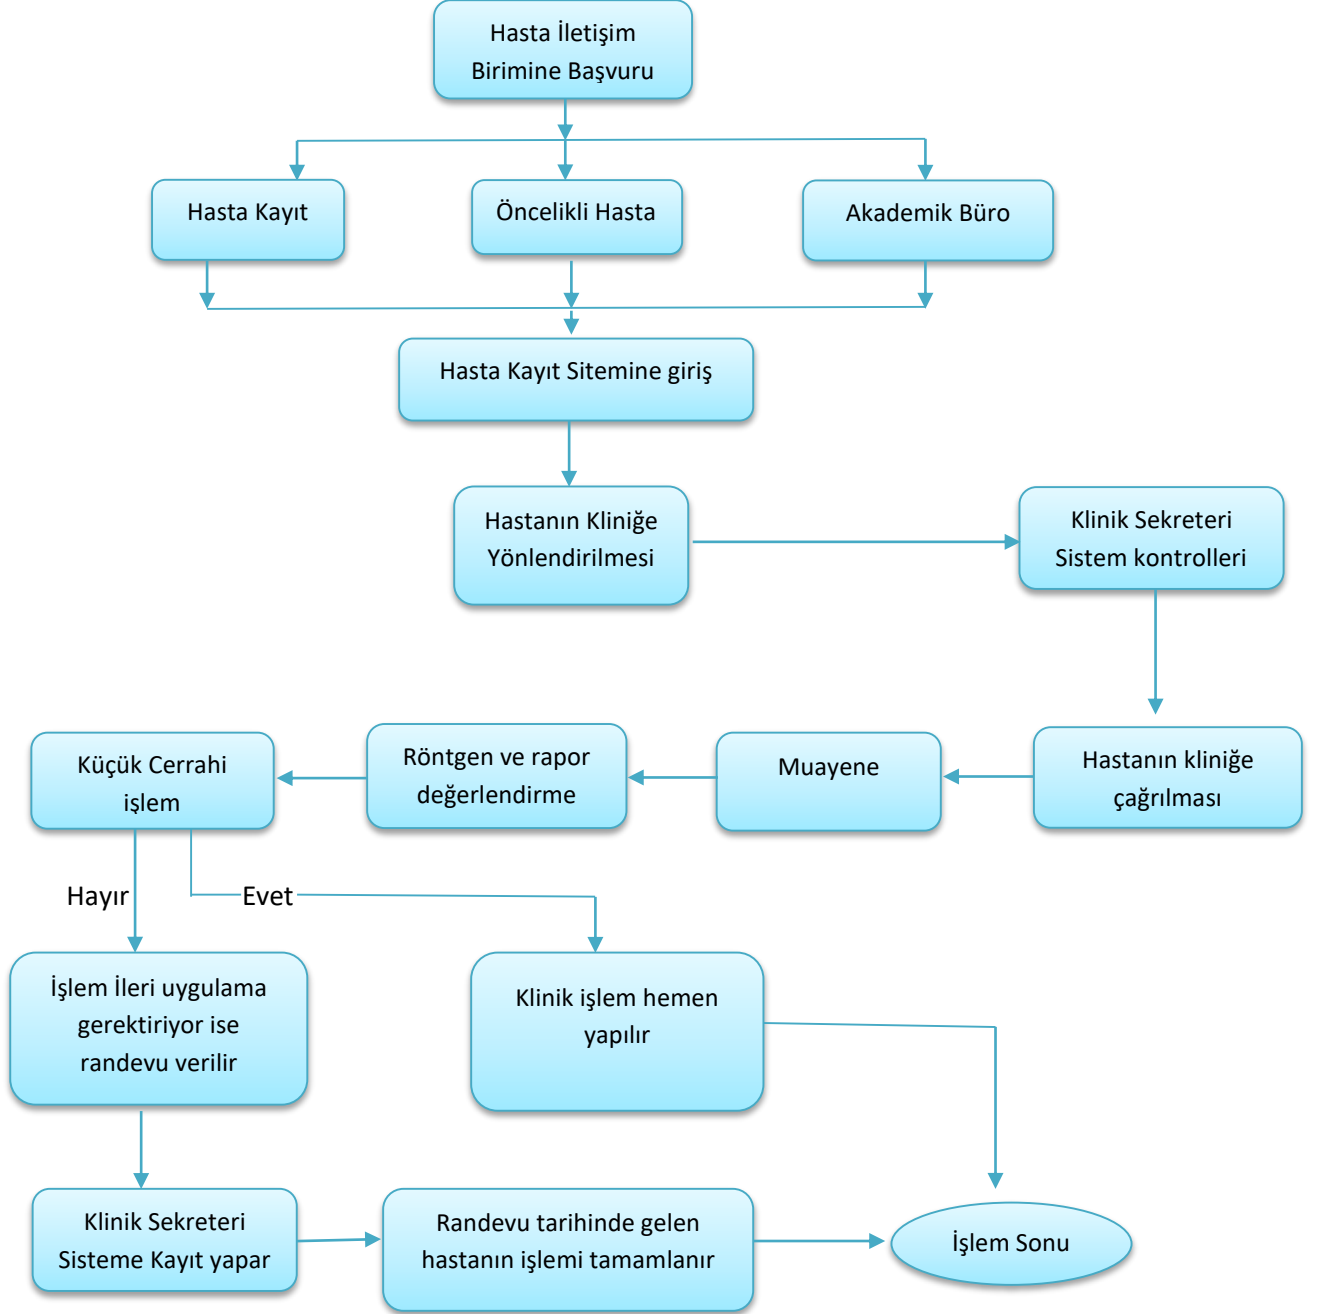 Hasta İletişim
Birimine Başvuru
Hasta Kayıt
Öncelikli Hasta
Akademik Büro
Hasta Kayıt Sitemine giriş
Hastanın Kliniğe
Yönlendirilmesi
Klinik Sekreteri
Sistem kontrolleri
Küçük Cerrahi
işlem
Röntgen ve rapor
değerlendirme
Muayene
Hastanın kliniğe
çağrılması
Hayır
Evet
İşlem İleri uygulama
gerektiriyor ise
randevu verilir
Klinik işlem hemen
yapılır
Klinik Sekreteri
Sisteme Kayıt yapar
Randevu tarihinde gelen
hastanın işlemi tamamlanır
İşlem Sonu